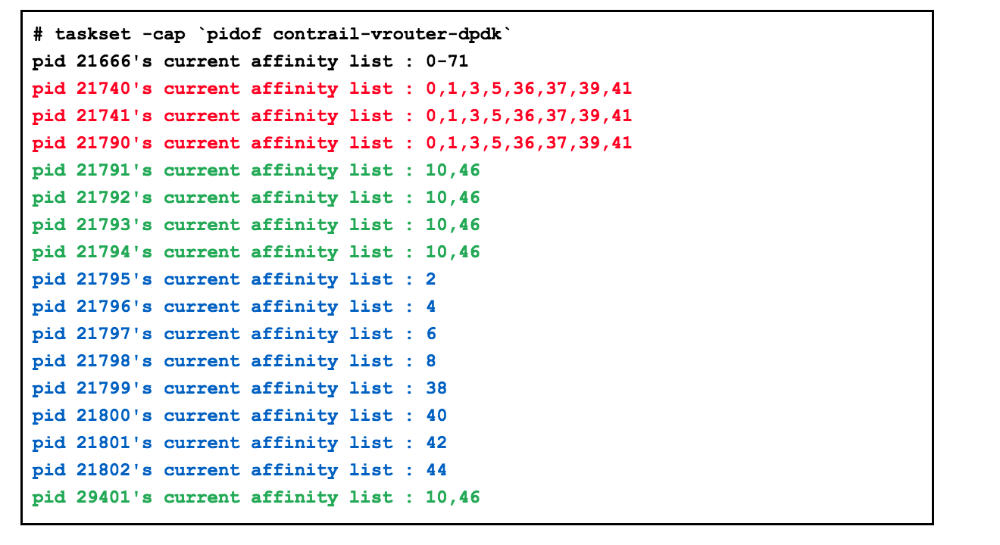 # taskset -cap `pidof contrail-vrouter-dpdk`
pid 21666's current affinity list : 0-71
pid 21740's current affinity list : 0,1,3,5,36,37,39,41
pid 21741's current affinity list : 0,1,3,5,36,37,39,41
pid 21790's current affinity list : 0,1,3,5,36,37,39,41
pid 21791's current affinity list : 10,46
pid 21792's current affinity list : 10,46
pid 21793's current affinity list : 10,46
pid 21794's current affinity list : 10,46
pid 21795's current affinity list : 2
pid 21796's current affinity list : 4
pid 21797's current affinity list : 6
pid 21798's current affinity list : 8
pid 21799's current affinity list : 38
pid 21800's current affinity list : 40
pid 21801's current affinity list : 42
pid 21802's current affinity list : 44
pid 29401's current affinity list : 10,46